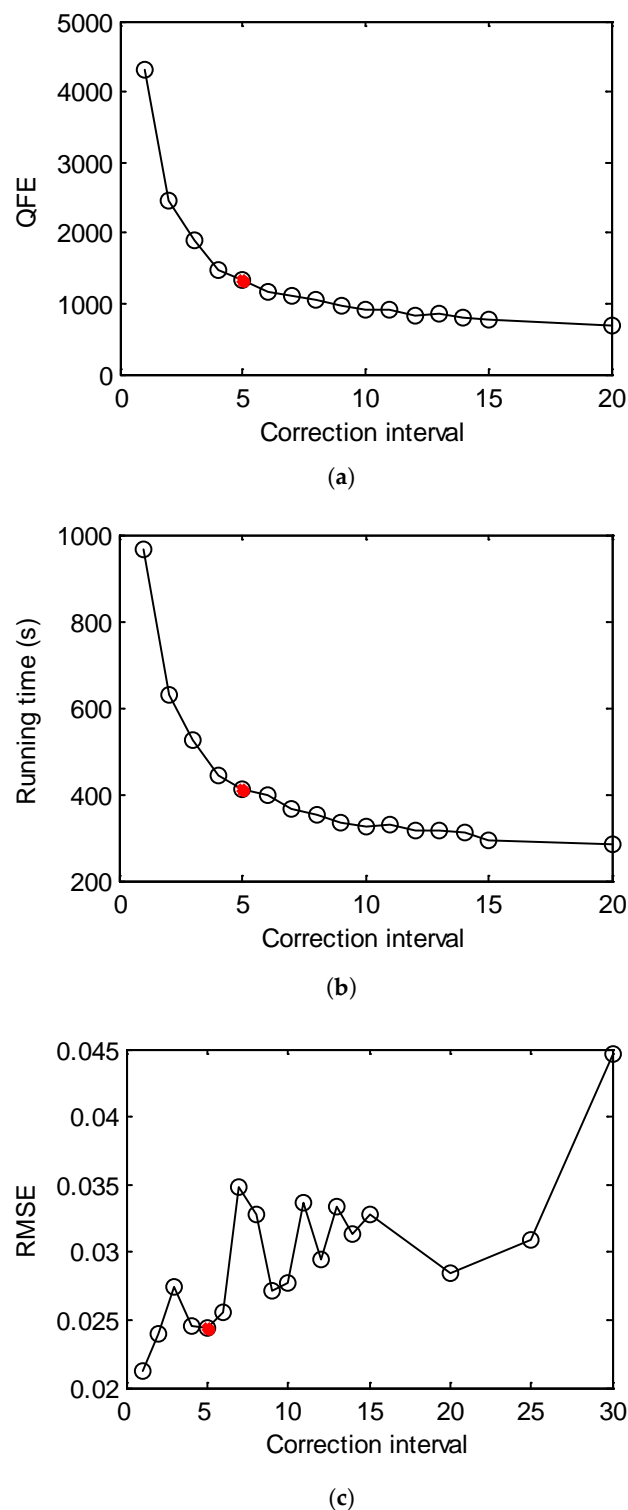 5000
4000
3000
2000
1000
0
QFE
0 5 10 15 20
Correction interval
(a)
1000
800
600
400
200
Running time (s)
0 5 10 15 20
Correction interval
(b)
0.045
0.04
0.035
0.03
0.025
0.02
RMSE
0 5 10 15 20 25 30
Correction interval
(c)